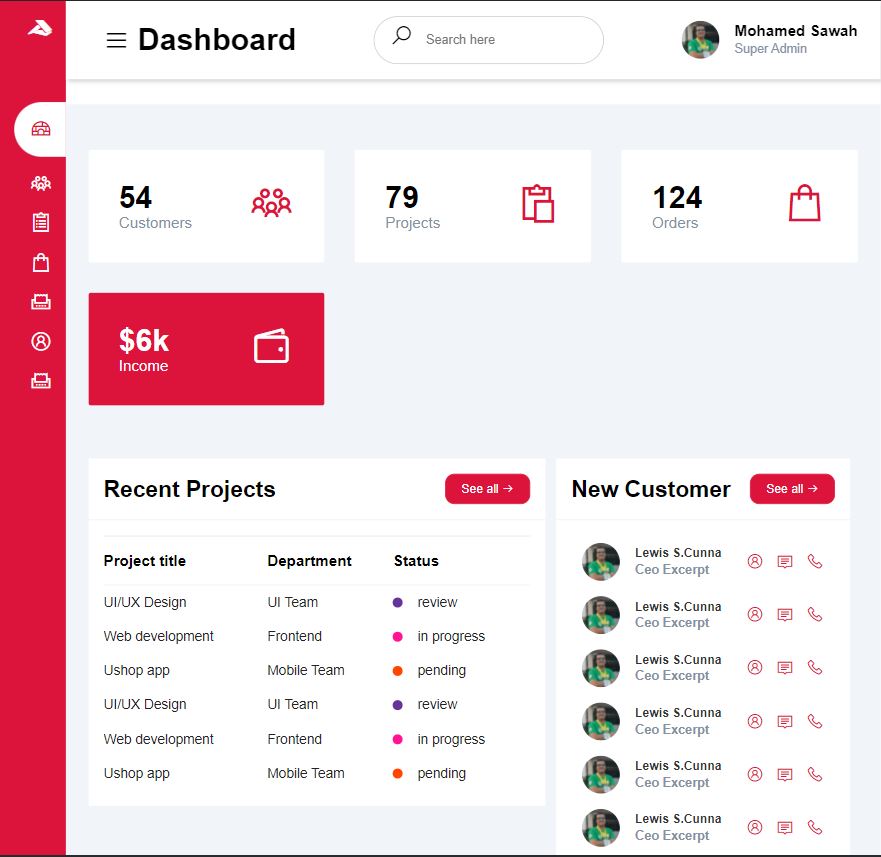 Dashboard
Search here
Mohamed Sawah
Super Admin
54
Customers
79
Projects
124
Orders
$6k
Income
Recent Projects
See all →
Project title Department Status
UI/UX Design UI Team review
Web development Frontend in progress
Ushop app Mobile Team pending
UI/UX Design UI Team review
Web development Frontend in progress
Ushop app Mobile Team pending
New Customer
See all →
Lewis S.Cunna
Ceo Excerpt
Lewis S.Cunna
Ceo Excerpt
Lewis S.Cunna
Ceo Excerpt
Lewis S.Cunna
Ceo Excerpt
Lewis S.Cunna
Ceo Excerpt
Lewis S.Cunna
Ceo Excerpt